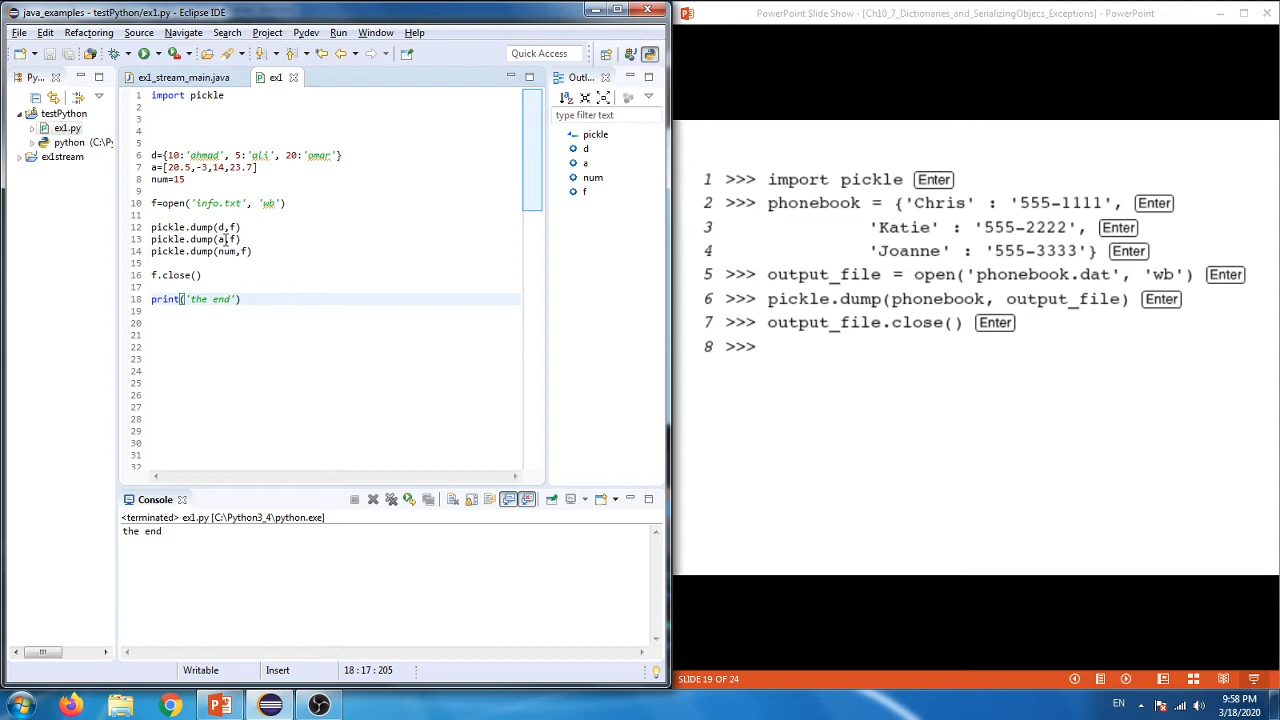 java_examples - testPython/ex1.py - Eclipse IDE
File Edit Refactoring Source Navigate Search Project Pydev Run Window Help
Quick Access
Py...
ex1_stream_main.java
ex1
Outl...
type filter text
testPython
ex1.py
python (C:\Py
ex1stream
pickle
d
a
num
f
1 import pickle
2
3
4
5
6 d={10:'ahmad', 5:'ali', 20:'omar'}
7 a=[20.5,-3,14,23.7]
8 num=15
9
10 f=open('info.txt', 'wb')
11
12 pickle.dump(d,f)
13 pickle.dump(a,f)
14 pickle.dump(num,f)
15
16 f.close()
17
18 print('the end')
19
20
21
22
23
24
25
26
27
28
29
30
31
32
Console
<terminated> ex1.py [C:\Python3_4\python.exe]
the end
Writable
Insert
18:17:205
PowerPoint Slide Show - [Ch10_7_Dictionaries_and_SerializingObjecs_Exceptions] - PowerPoint
1 >>> import pickle Enter
2 >>> phonebook = {'Chris' : '555-1111', Enter
3 'Katie' : '555-2222', Enter
4 'Joanne' : '555-3333'} Enter
5 >>> output_file = open('phonebook.dat', 'wb') Enter
6 >>> pickle.dump(phonebook, output_file) Enter
7 >>> output_file.close() Enter
8 >>>
SLIDE 19 OF 24
EN
9:58 PM
3/18/2020